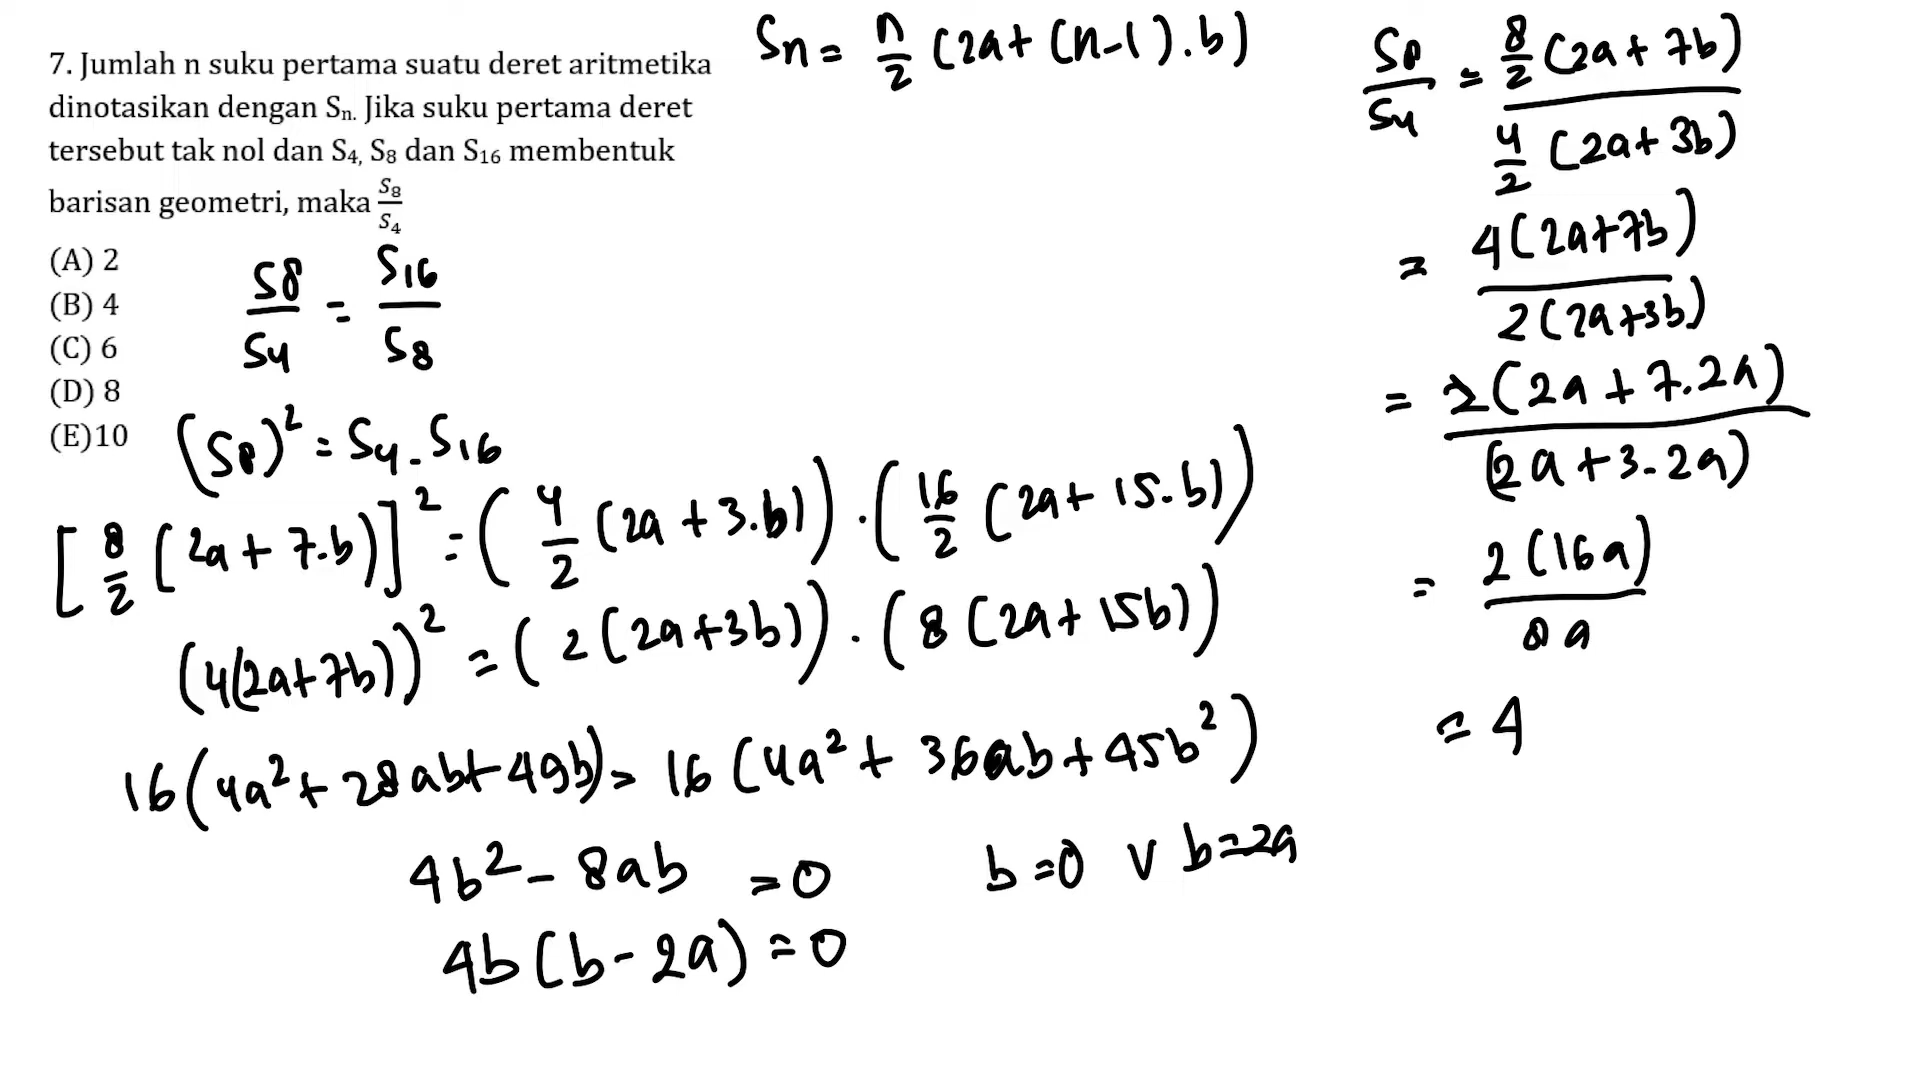 7. Jumlah n suku pertama suatu deret aritmetika
dinotasikan dengan Sn. Jika suku pertama deret
tersebut tak nol dan S4, S8 dan S16 membentuk
barisan geometri, maka S8/S4
(A) 2
(B) 4
(C) 6
(D) 8
(E)10
S8/S4 = S16/S8
(S8)² = S4 . S16
[8/2 (2a + 7.b)]² = (4/2 (2a + 3.b)) . (16/2 (2a + 15.b))
(4(2a+7b))² = (2(2a+3b)) . (8(2a+15b))
16(4a²+28ab+49b) = 16(4a²+36ab+45b²)
4b² - 8ab = 0
4b(b-2a) = 0
b=0 v b=2a
Sn = n/2 (2a+(n-1).b)
S8/S4 = 8/2 (2a+7b) / 4/2 (2a+3b)
= 4(2a+7b) / 2(2a+3b)
= 2(2a+7.2a) / (2a+3.2a)
= 2(16a) / 8a
= 4